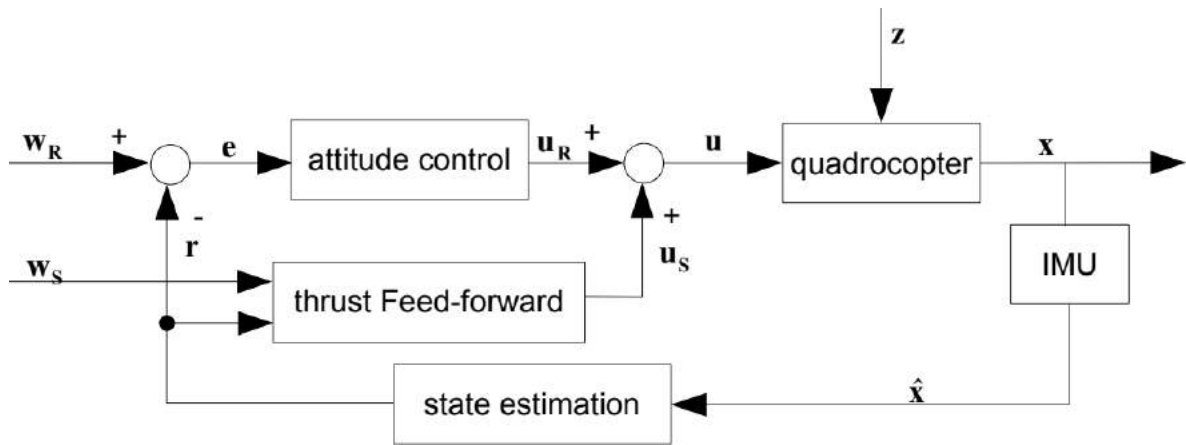 z
w_R + e attitude control u_R + u quadrocopter x
-
r
+
u_S
w_S
thrust Feed-forward
IMU
state estimation
x̂